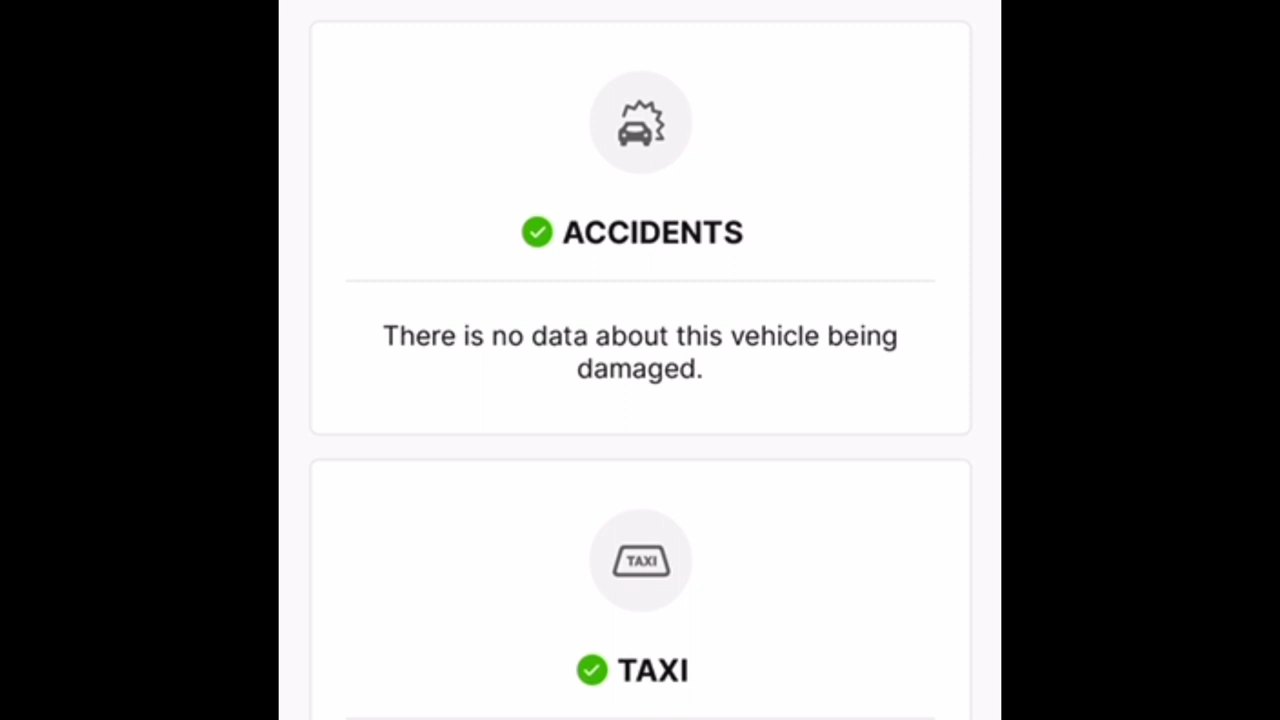 ACCIDENTS
There is no data about this vehicle being
damaged.
TAXI
TAXI